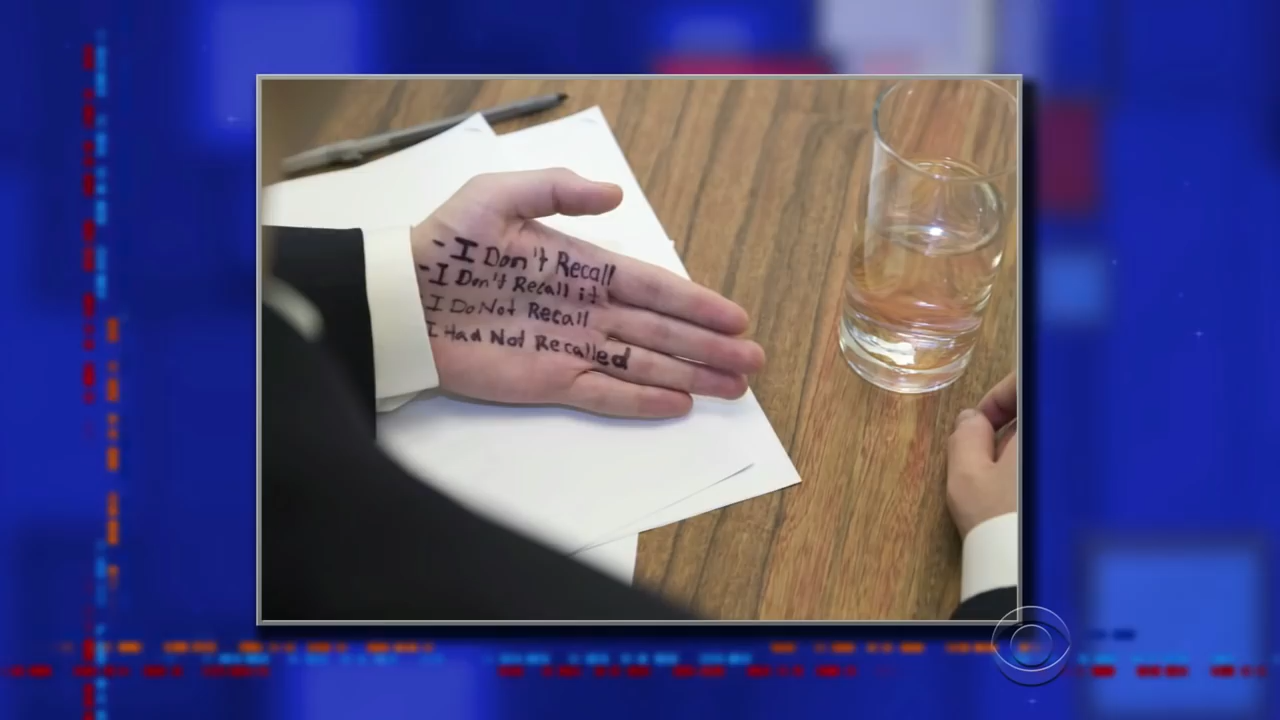 - I Don't Recall
- I Don't Recall it
I Do Not Recall
I Had Not Recalled